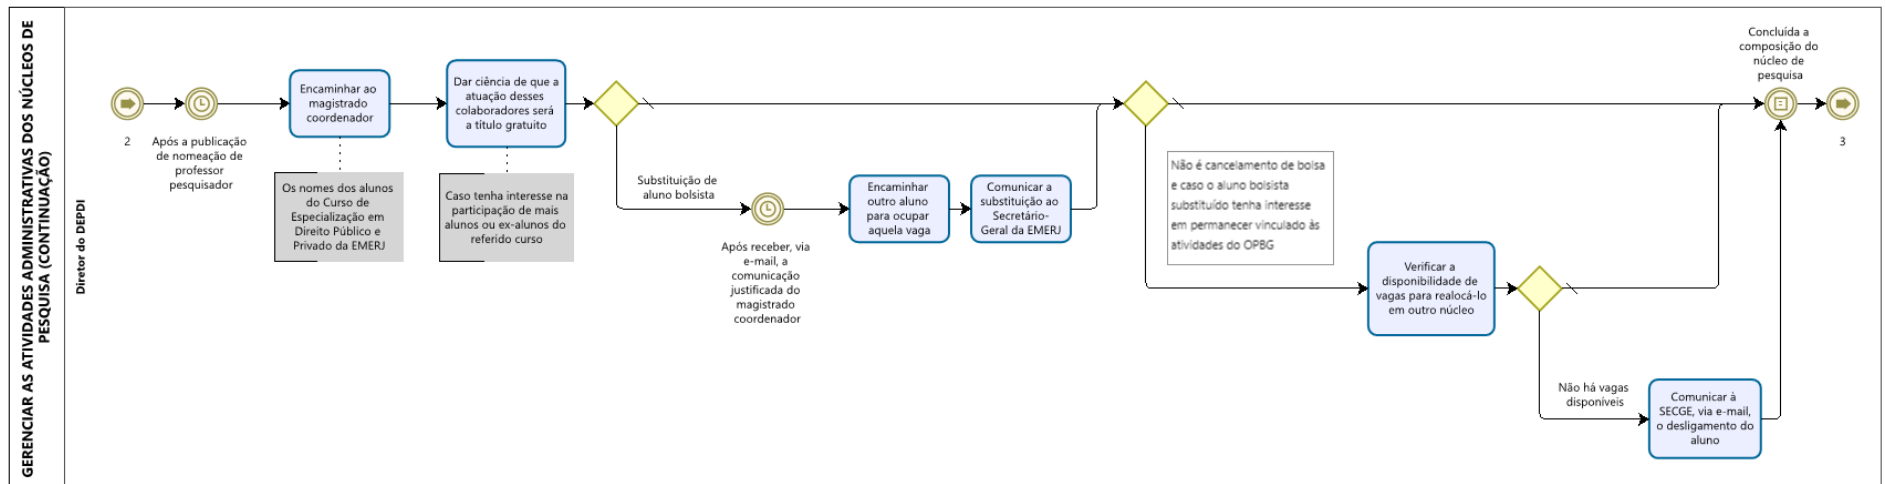 GERENCIAR AS ATIVIDADES ADMINISTRATIVAS DOS NÚCLEOS DE
PESQUISA (CONTINUAÇÃO)
Diretor do DEPDI
2
Após a publicação
de nomeação de
professor
pesquisador
Encaminhar ao
magistrado
coordenador
Os nomes dos alunos
do Curso de
Especialização em
Direito Público e
Privado da EMERJ
Dar ciência de que a
atuação desses
colaboradores será
a título gratuito
Caso tenha interesse na
participação de mais
alunos ou ex-alunos do
referido curso
Substituição de
aluno bolsista
Após receber, via
e-mail, a
comunicação
justificada do
magistrado
coordenador
Encaminhar
outro aluno
para ocupar
aquela vaga
Comunicar a
substituição ao
Secretário-
Geral da EMERJ
Não é cancelamento de bolsa
e caso o aluno bolsista
substituído tenha interesse
em permanecer vinculado às
atividades do OPBG
Verificar a
disponibilidade de
vagas para realocá-lo
em outro núcleo
Não há vagas
disponíveis
Comunicar à
SECGE, via e-mail,
o desligamento do
aluno
Concluída a
composição do
núcleo de
pesquisa
3